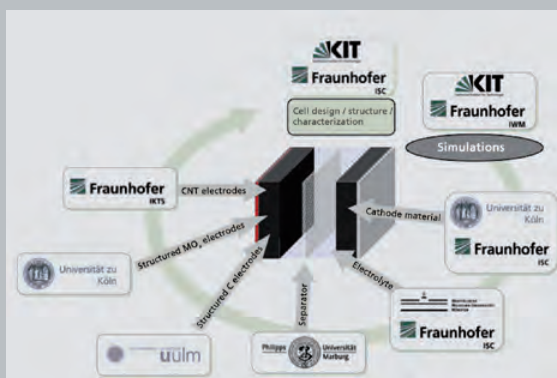 KIT
Fraunhofer
ISC
Cell design / structure /
characterization
KIT
Fraunhofer
IWM
Simulations
Fraunhofer
IKTS
CNT electrodes
Universität zu
Köln
Structured MOₓ electrodes
uulm
Structured C electrodes
Separator
Philipps
Universität
Marburg
Electrolyte
Fraunhofer
ISC
Cathode material
Universität zu
Köln
Fraunhofer
ISC